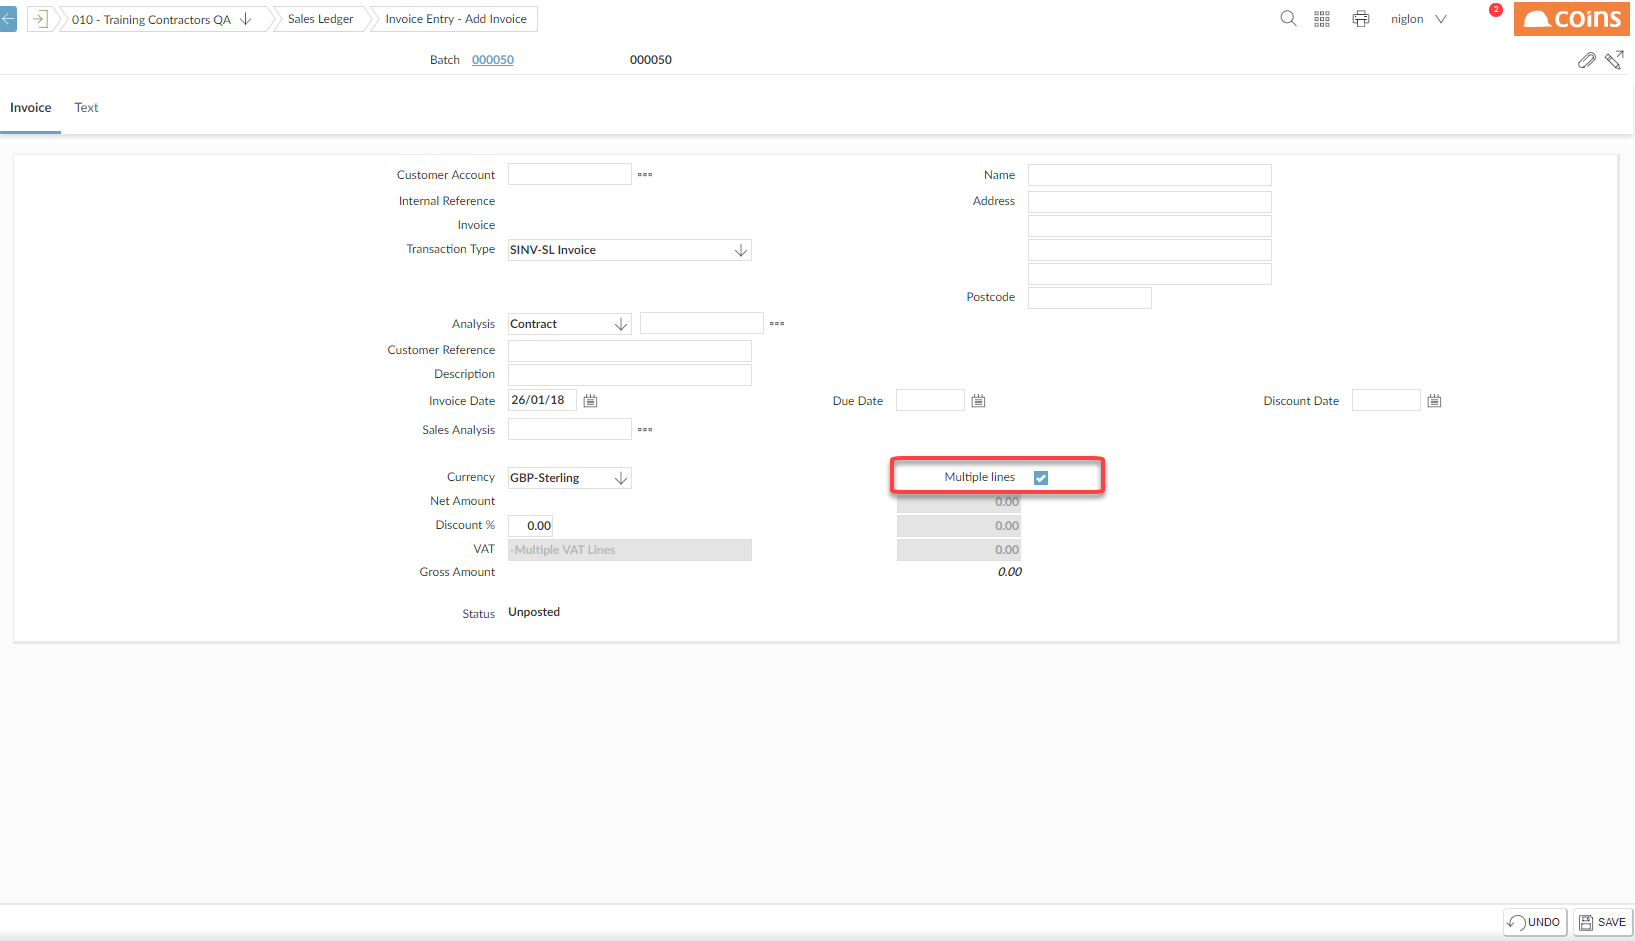 010 - Training Contractors QA
Sales Ledger
Invoice Entry - Add Invoice
niglon
2
coins
Batch 000050 000050
Invoice Text
Customer Account
Name
Internal Reference
Address
Invoice
Transaction Type SINV-SL Invoice
Postcode
Analysis Contract
Customer Reference
Description
Invoice Date 26/01/18 Due Date Discount Date
Sales Analysis
Currency GBP-Sterling Multiple lines
Net Amount 0.00
Discount % 0.00 0.00
VAT -Multiple VAT Lines 0.00
Gross Amount 0.00
Status Unposted
UNDO SAVE